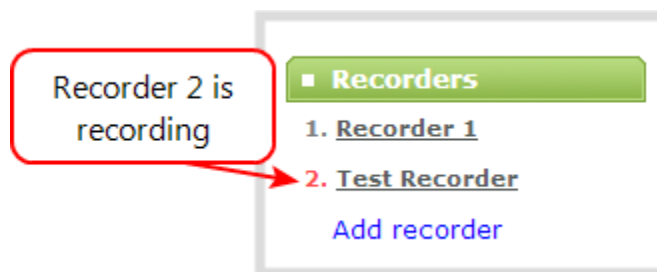 Recorder 2 is
recording
Recorders
1. Recorder 1
2. Test Recorder
Add recorder